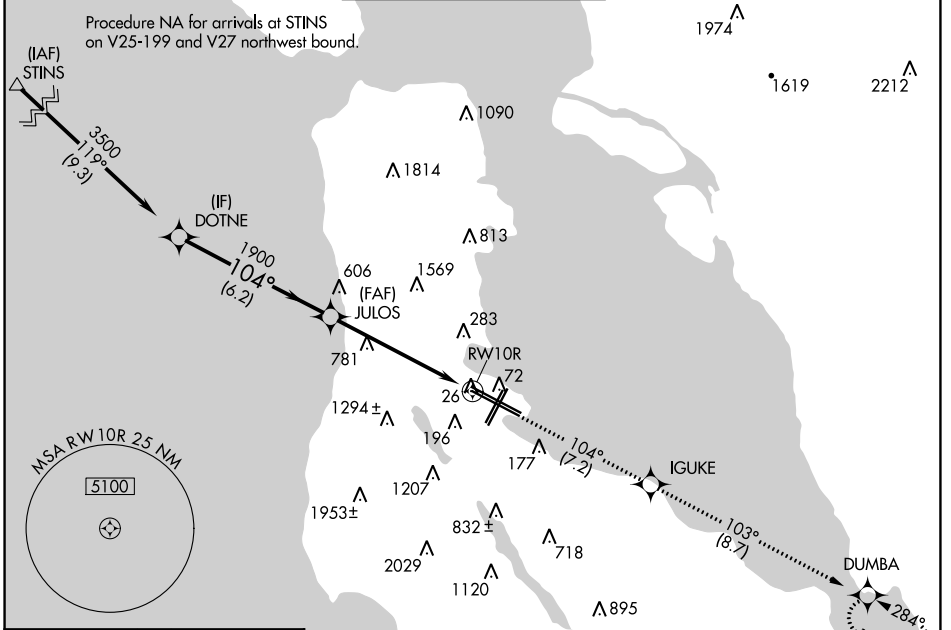 Procedure NA for arrivals at STINS
on V25-199 and V27 northwest bound.
1974
1619
2212
(IAF)
STINS
3500
119°
(9.3)
1090
1814
(IF)
DOTNE
813
1900
104°
(6.2)
606
1569
(FAF)
JULOS
283
781
RW10R
72
26
1294±
196
177
104°
(7.2)
IGUKE
MSA RW10R 25 NM
5100
1207
1953±
832±
103°
(8.7)
718
2029
1120
DUMBA
895
284°